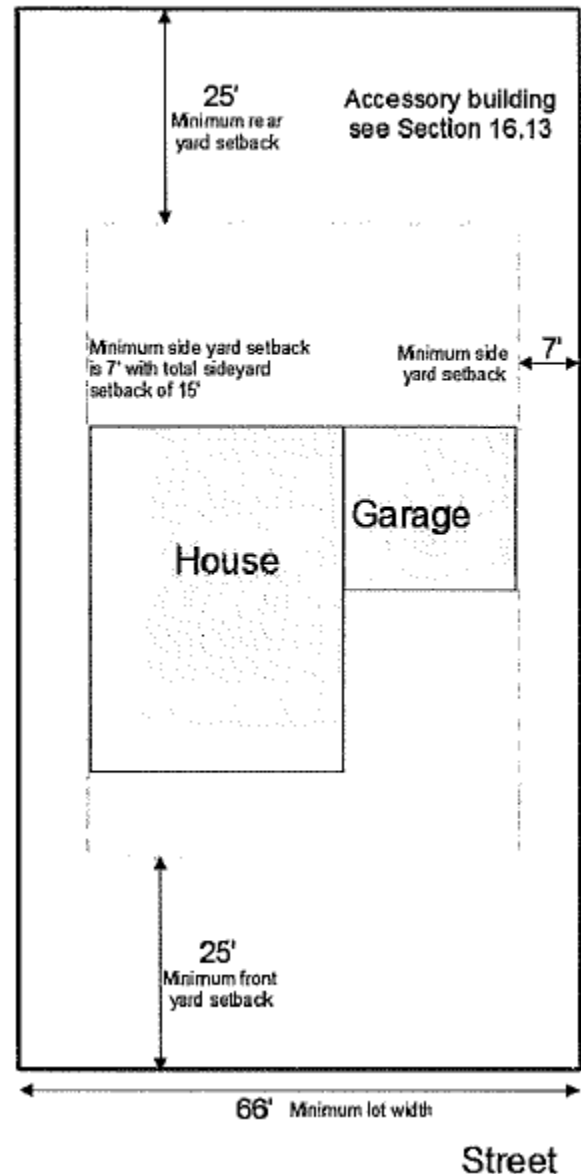 25'
Minimum rear
yard setback
Accessory building
see Section 16.13
Minimum side yard setback
is 7' with total sideyard
setback of 15'
Minimum side
yard setback
7'
House
Garage
25'
Minimum front
yard setback
66' Minimum lot width
Street